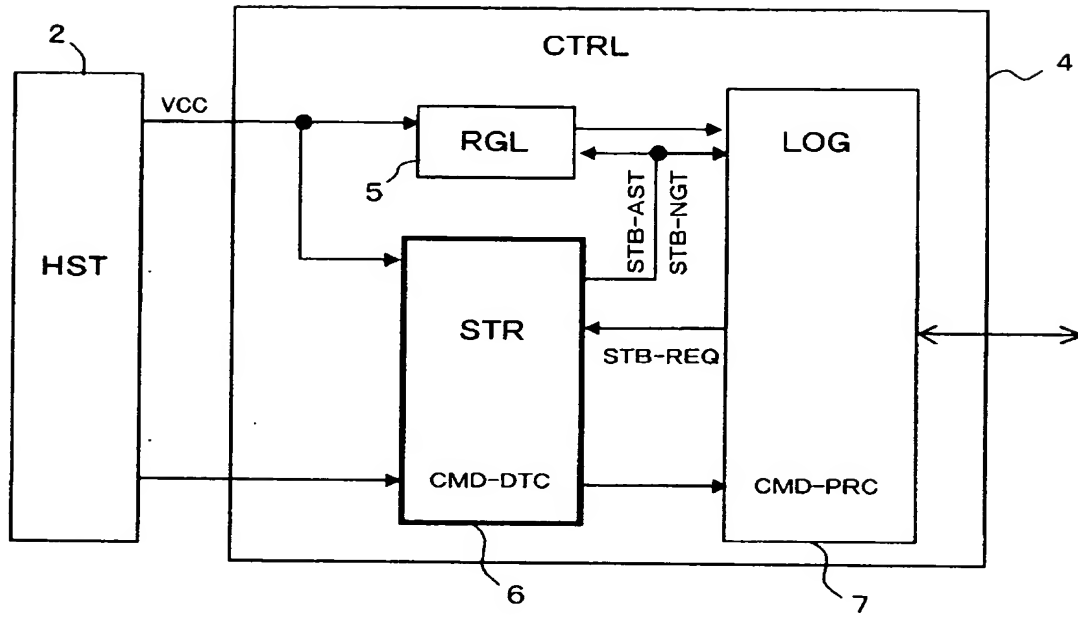 2
CTRL
4
VCC
RGL
5
LOG
STB-AST
STB-NGT
HST
STR
STB-REQ
CMD-DTC
CMD-PRC
6
7